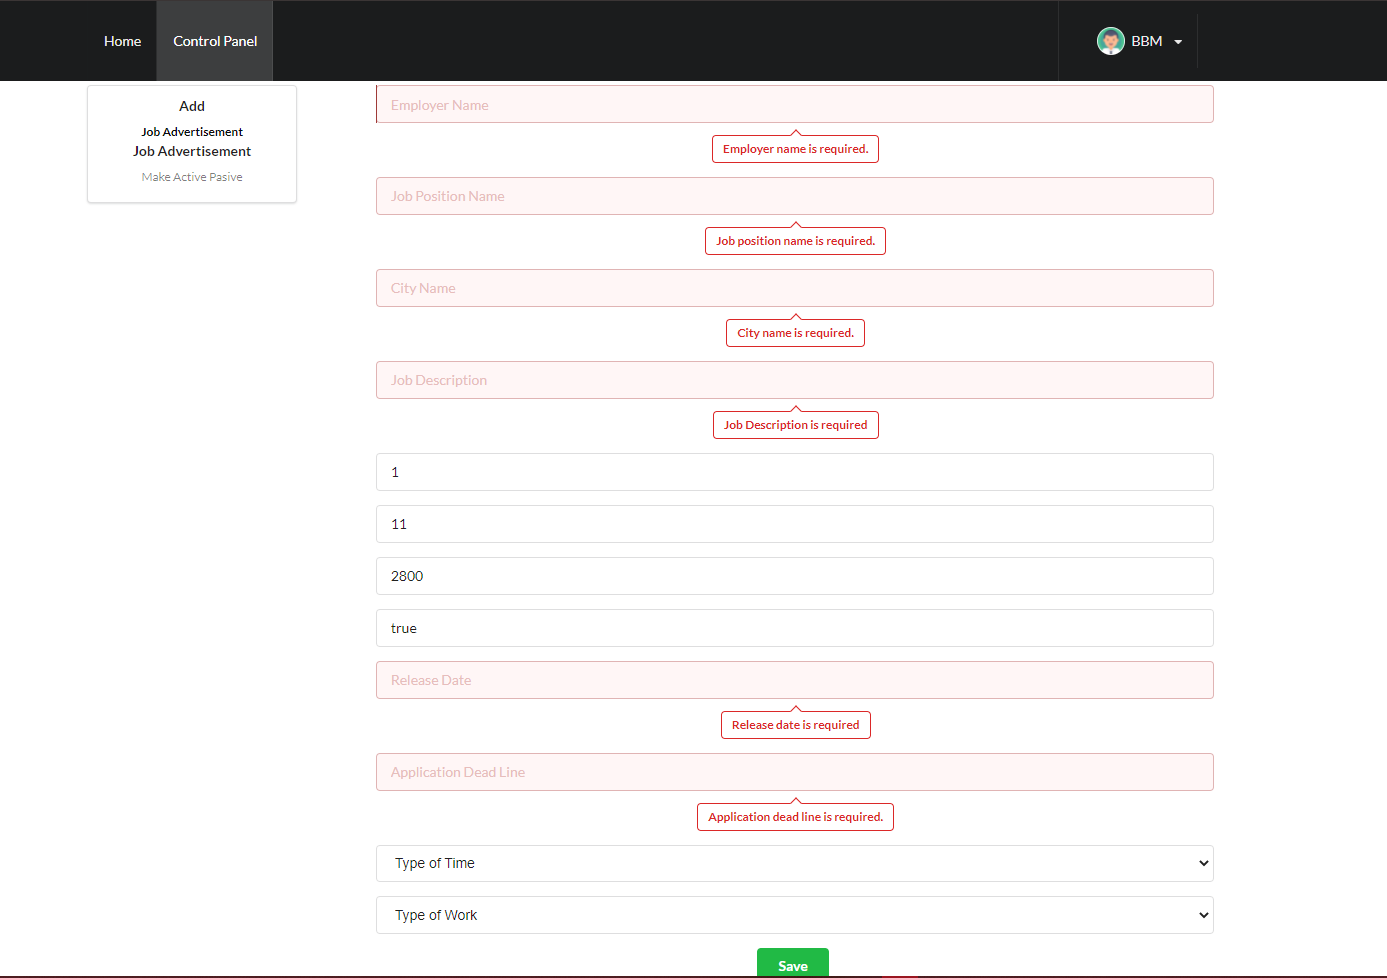 Home
Control Panel
BBM
Add
Job Advertisement
Job Advertisement
Make Active Pasive
Employer Name
Employer name is required.
Job Position Name
Job position name is required.
City Name
City name is required.
Job Description
Job Description is required
1
11
2800
true
Release Date
Release date is required
Application Dead Line
Application dead line is required.
Type of Time
Type of Work
Save